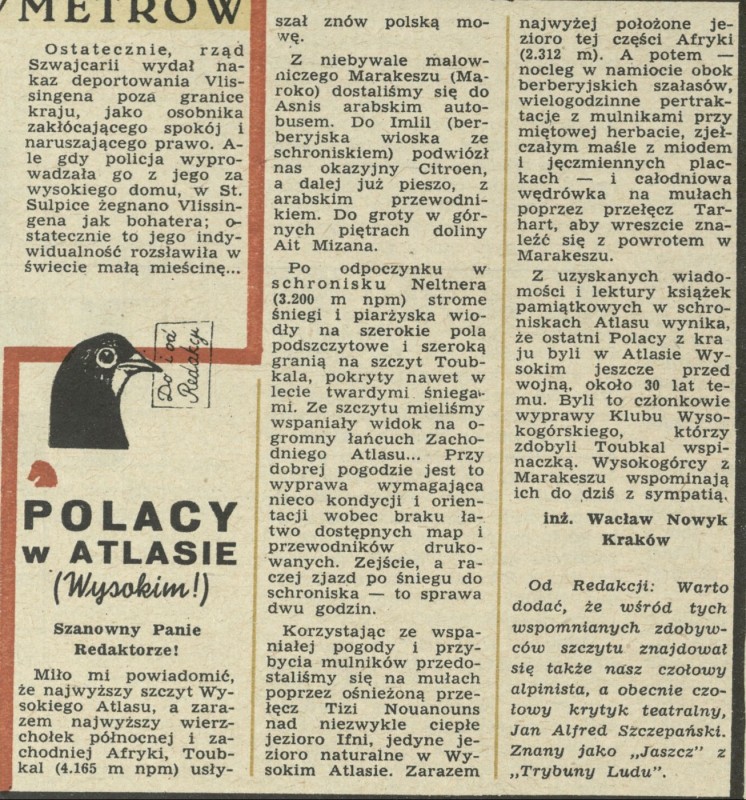 METRÓW
Ostatecznie, rząd
Szwajcarii wydał na-
kaz deportowania Vlis-
singena poza granice
kraju, jako osobnika
zakłócającego spokój i
naruszającego prawo. A-
le gdy policja wypro-
wadzała go z jego za
wysokiego domu, w St.
Sulpice żegnano Vlissin-
gena jak bohatera; o-
statecznie to jego indy-
widualność rozsławiła w
świecie małą mieścinę...
Do i od
Redakcji
POLACY
w ATLASIE
(Wysokim!)
Szanowny Panie
Redaktorze!
Miło mi powiadomić,
że najwyższy szczyt Wy-
sokiego Atlasu, a zara-
zem najwyższy wierz-
chołek północnej i za-
chodniej Afryki, Toub-
kal (4.165 m npm) usły-
szał znów polską mo-
wę.
Z niebywale malow-
niczego Marakeszu (Ma-
roko) dostaliśmy się do
Asnis arabskim auto-
busem. Do Imlil (ber-
beryjska wioska ze
schroniskiem) podwiózł
nas okazyjny Citroen,
a dalej już pieszo, z
arabskim przewodni-
kiem. Do groty w gór-
nych piętrach doliny
Ait Mizana.
Po odpoczynku w
schronisku Neltnera
(3.200 m npm) strome
śniegi i piarżyska wio-
dły na szerokie pola
podszczytowe i szeroką
granią na szczyt Toub-
kala, pokryty nawet w
lecie twardymi śniega-
mi. Ze szczytu mieliśmy
wspaniały widok na o-
gromny łańcuch Zacho-
dniego Atlasu... Przy
dobrej pogodzie jest to
wyprawa wymagająca
nieco kondycji i orien-
tacji wobec braku ła-
two dostępnych map i
przewodników druko-
wanych. Zejście, a ra-
czej zjazd po śniegu do
schroniska — to sprawa
dwu godzin.
Korzystając ze wspa-
niałej pogody i przy-
bycia mulników przedo-
staliśmy się na mułach
poprzez ośnieżoną prze-
łęcz Tizi Nouanouns
nad niezwykle ciepłe
jezioro Ifni, jedyne je-
zioro naturalne w Wy-
sokim Atlasie. Zarazem
najwyżej położone je-
zioro tej części Afryki
(2.312 m). A potem —
nocleg w namiocie obok
berberyjskich szałasów,
wielogodzinne pertrak-
tacje z mulnikami przy
miętowej herbacie, zjeł-
czałym maśle z miodem
i jęczmiennych plac-
kach — i całodniowa
wędrówka na mułach
poprzez przełęcz Tar-
hart, aby wreszcie zna-
leźć się z powrotem w
Marakeszu.
Z uzyskanych wiado-
mości i lektury książek
pamiątkowych w schro-
niskach Atlasu wynika,
że ostatni Polacy z kra
ju byli w Atlasie Wy-
sokim jeszcze przed
wojną, około 30 lat te-
mu. Byli to członkowie
wyprawy Klubu Wyso-
kogórskiego, którzy
zdobyli Toubkal wspi-
naczką. Wysokogórcy z
Marakeszu wspominają
ich do dziś z sympatią.
inż. Wacław Nowyk
Kraków
Od Redakcji: Warto
dodać, że wśród tych
wspomnianych zdobyw-
ców szczytu znajdował
się także nasz czołowy
alpinista, a obecnie czo-
łowy krytyk teatralny,
Jan Alfred Szczepański.
Znany jako „Jaszcz" z
„Trybuny Ludu".